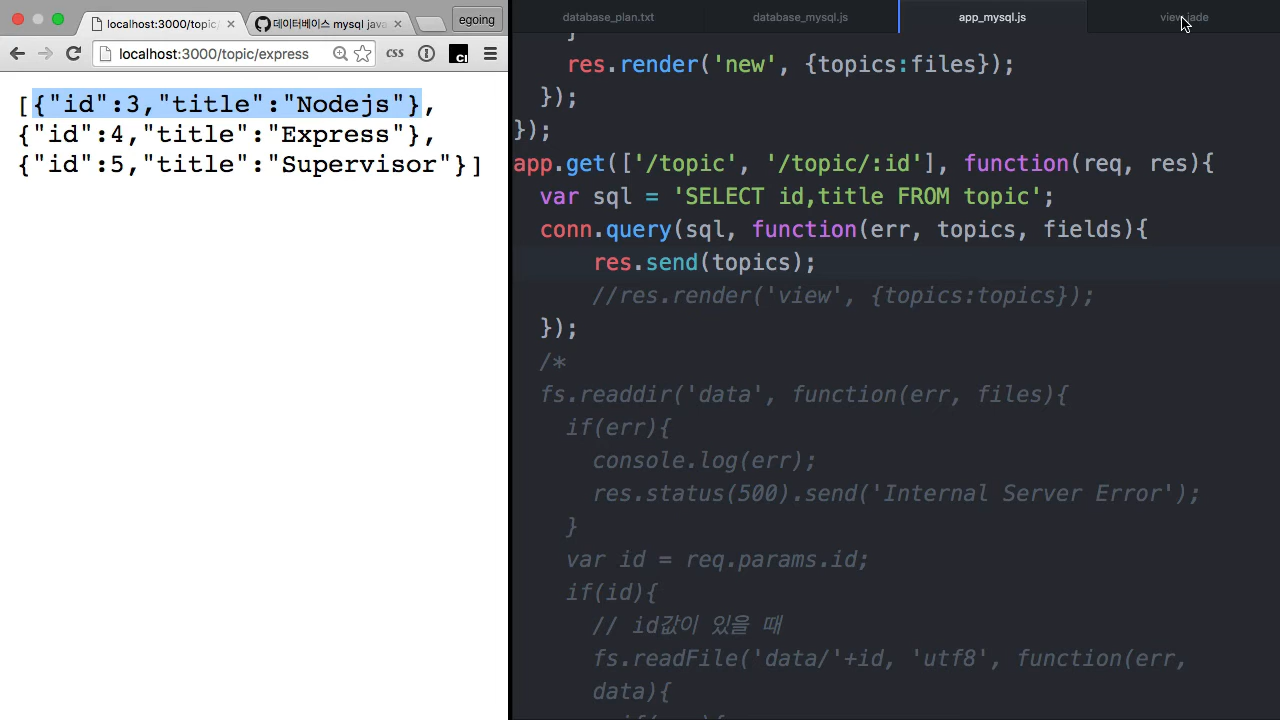 localhost:3000/topic
데이터베이스 mysql java
egoing
localhost:3000/topic/express
css
[{"id":3,"title":"Nodejs"},
{"id":4,"title":"Express"},
{"id":5,"title":"Supervisor"}]
database_plan.txt
database_mysql.js
app_mysql.js
view.jade
}
res.render('new', {topics:files});
});
});
app.get(['/topic', '/topic/:id'], function(req, res){
var sql = 'SELECT id,title FROM topic';
conn.query(sql, function(err, topics, fields){
res.send(topics);
//res.render('view', {topics:topics});
});
/*
fs.readdir('data', function(err, files){
if(err){
console.log(err);
res.status(500).send('Internal Server Error');
}
var id = req.params.id;
if(id){
// id값이 있을 때
fs.readFile('data/'+id, 'utf8', function(err,
data){